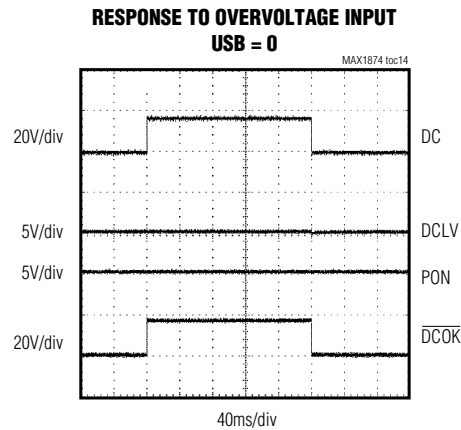 RESPONSE TO OVERVOLTAGE INPUT
USB = 0
MAX1874 toc14
20V/div
DC
5V/div
DCLV
5V/div
PON
20V/div
DCOK
40ms/div